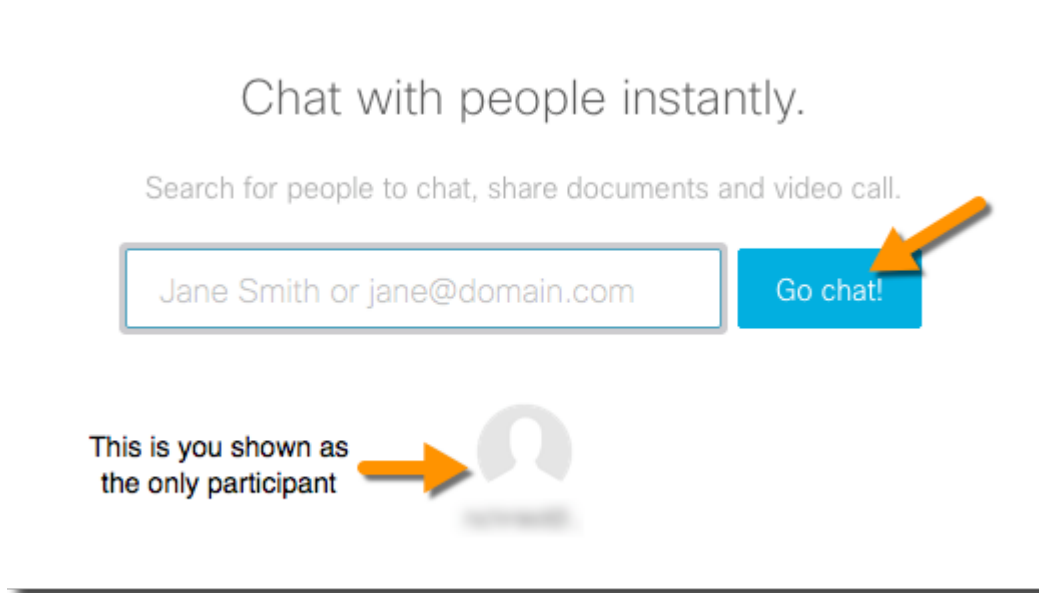 Chat with people instantly.
Search for people to chat, share documents and video call.
Jane Smith or jane@domain.com
Go chat!
This is you shown as
the only participant